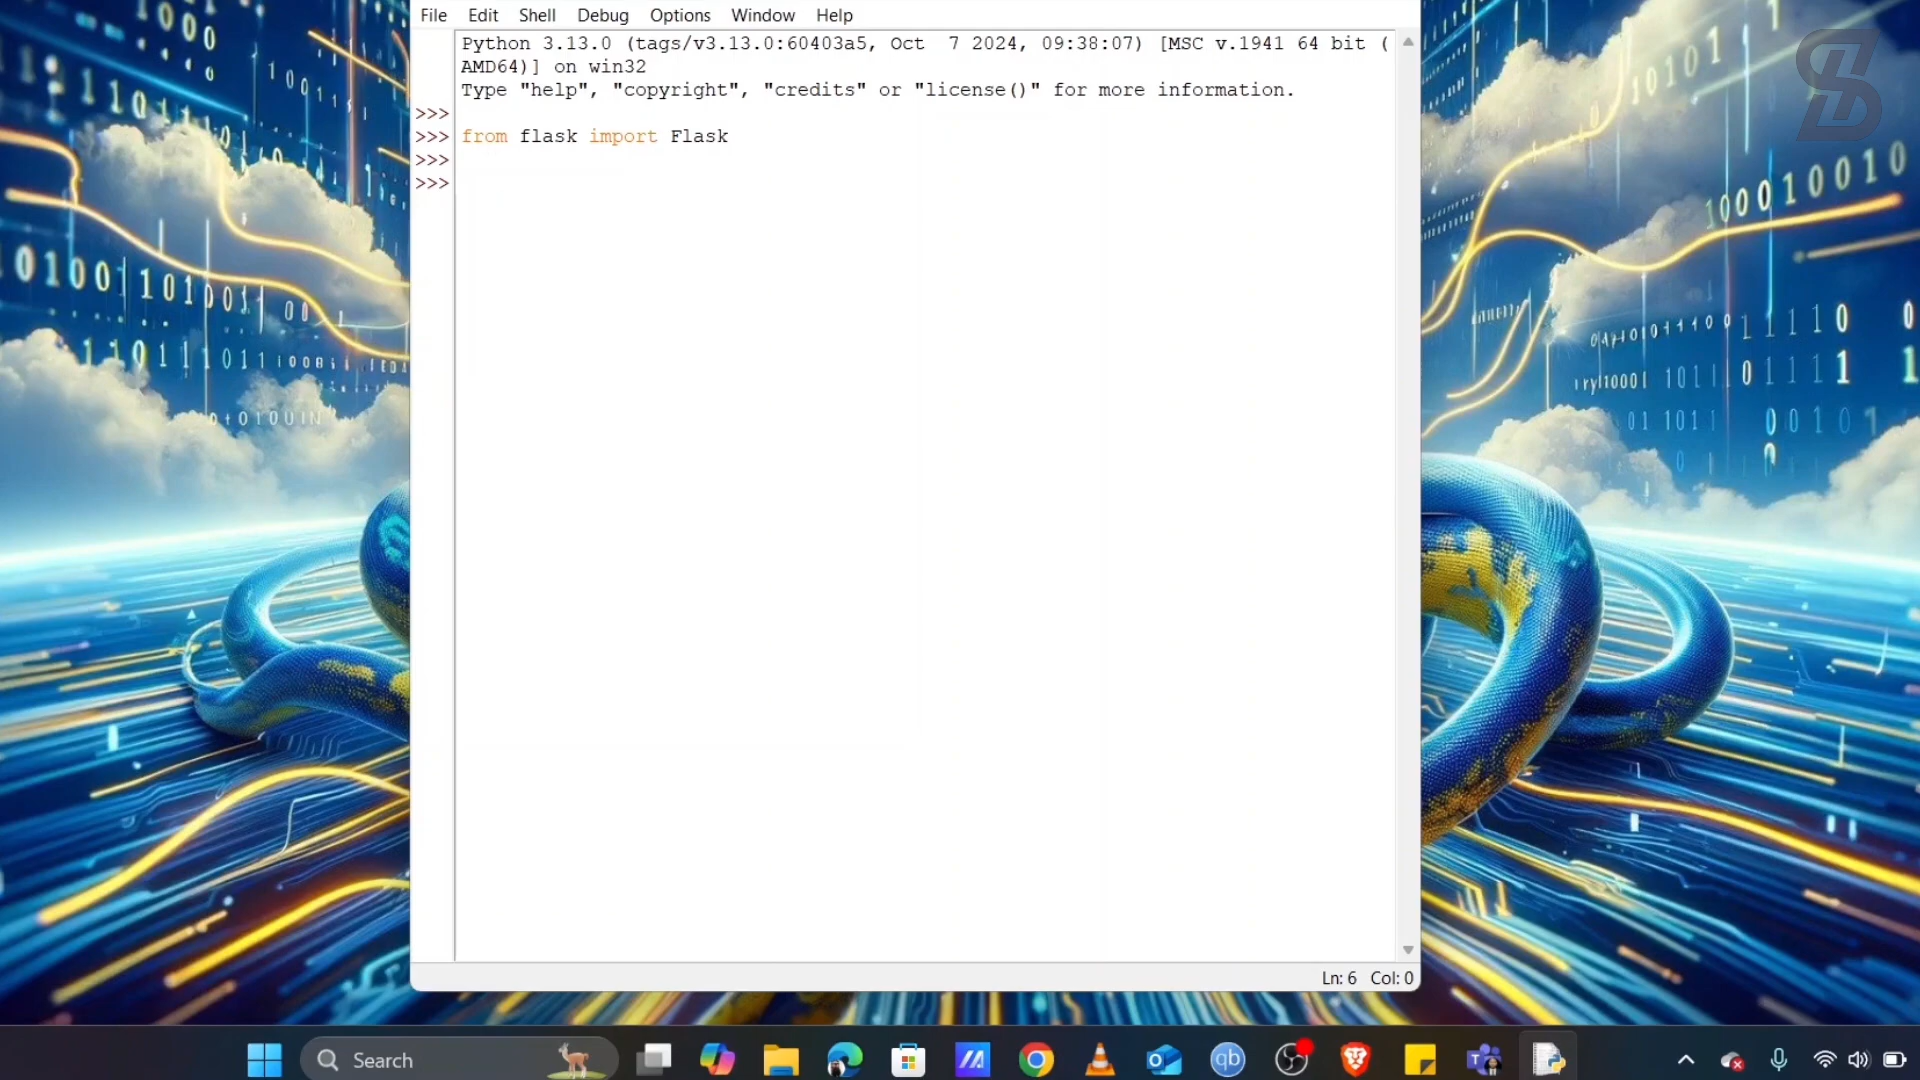 File Edit Shell Debug Options Window Help
Python 3.13.0 (tags/v3.13.0:60403a5, Oct  7 2024, 09:38:07) [MSC v.1941 64 bit (
AMD64)] on win32
Type "help", "copyright", "credits" or "license()" for more information.
>>>
>>> from flask import Flask
>>>
>>>
Ln: 6 Col: 0
Search